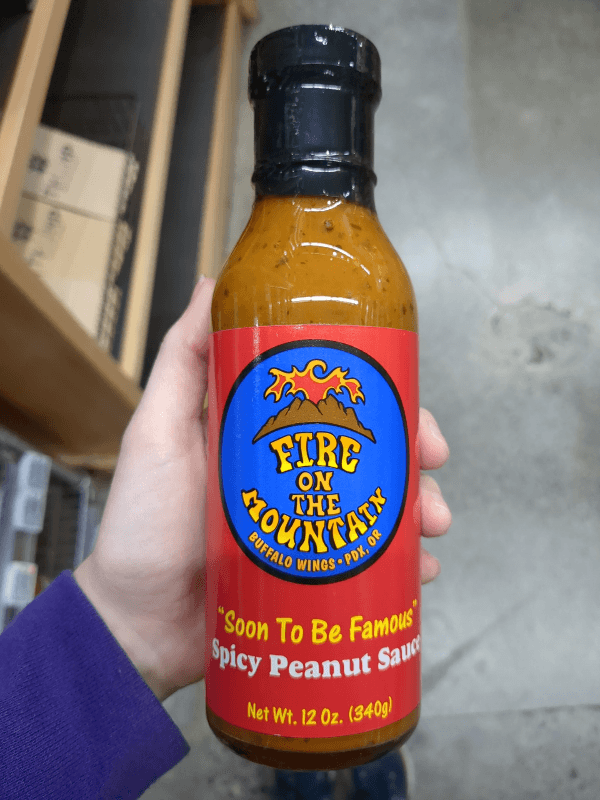 FIRE
ON
THE
MOUNTAIN
BUFFALO WINGS • PDX, OR
"Soon To Be Famous"
Spicy Peanut Sauce
Net Wt. 12 Oz. (340g)